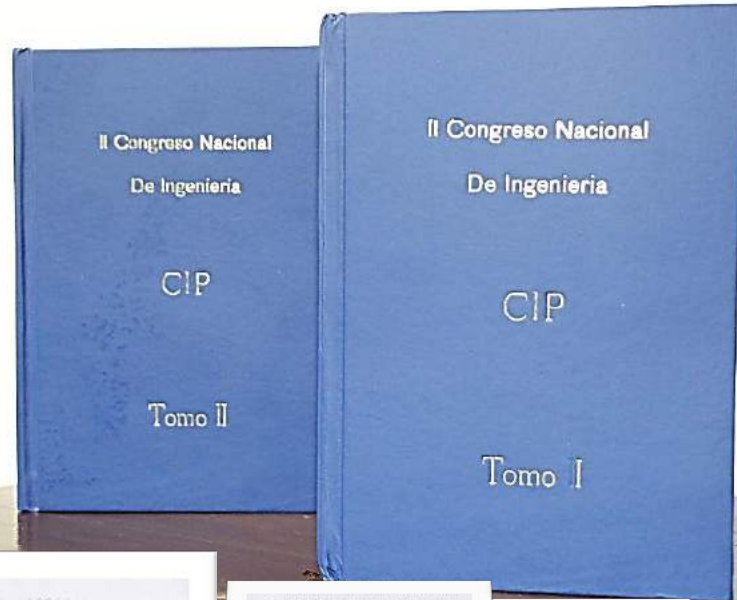 II Congreso Nacional
De Ingenieria
CIP
Tomo II
II Congreso Nacional
De Ingenieria
CIP
Tomo I